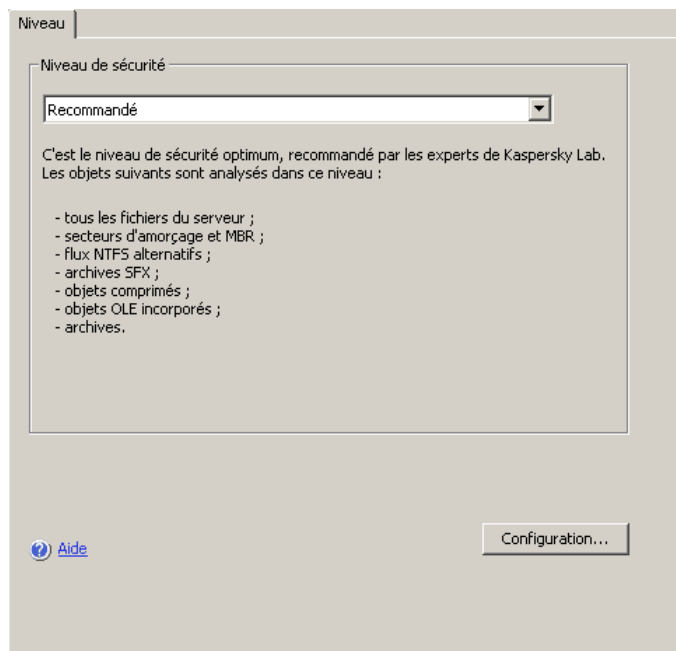 Niveau
Niveau de sécurité
Recommandé
C'est le niveau de sécurité optimum, recommandé par les experts de Kaspersky Lab.
Les objets suivants sont analysés dans ce niveau :
- tous les fichiers du serveur ;
- secteurs d'amorçage et MBR ;
- flux NTFS alternatifs ;
- archives SFX ;
- objets comprimés ;
- objets OLE incorporés ;
- archives.
Configuration...
Aide